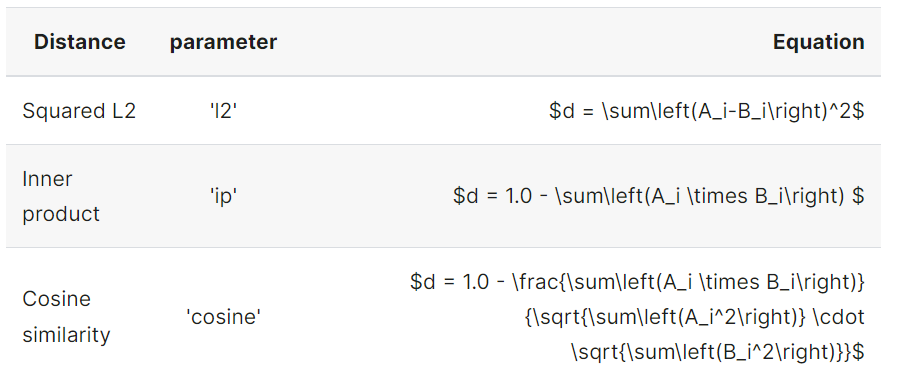 Distance parameter Equation
Squared L2 'l2' $d = \sum\left(A_i-B_i\right)^2$
Inner
product
'ip' $d = 1.0 - \sum\left(A_i \times B_i\right) $
Cosine
similarity
'cosine'
$d = 1.0 - \frac{\sum\left(A_i \times B_i\right)}
{\sqrt{\sum\left(A_i^2\right)} \cdot
\sqrt{\sum\left(B_i^2\right)}}$